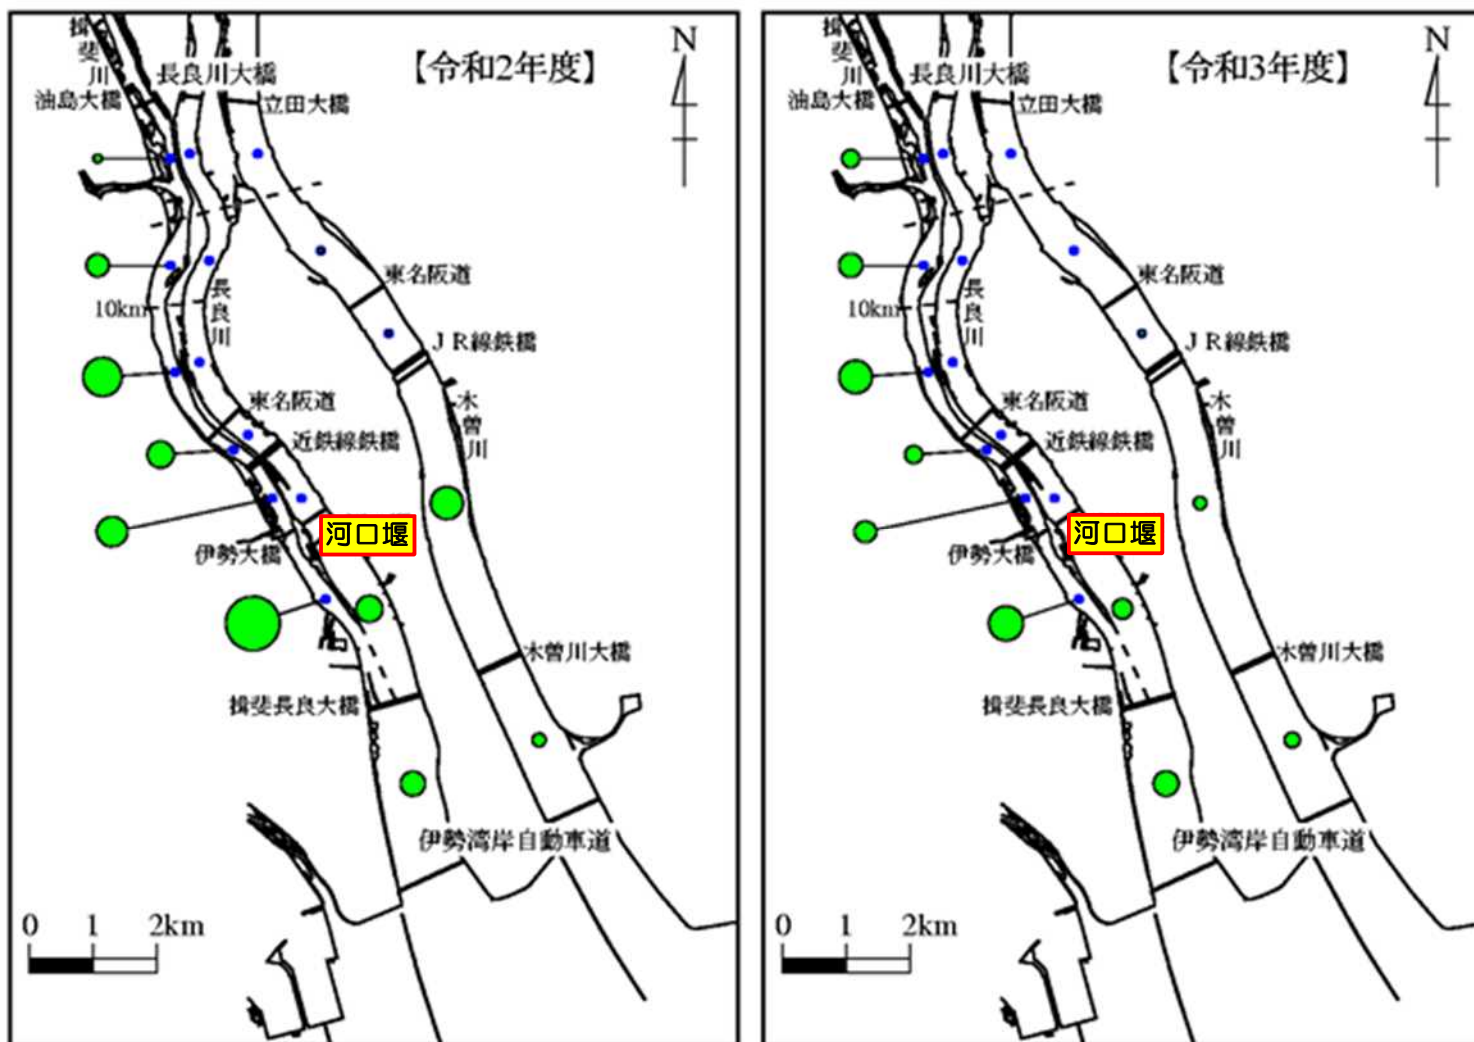 【令和2年度】
N
揖斐川
長良川大橋
油島大橋
立田大橋
東名阪道
10km
長良川
JR線鉄橋
東名阪道
木曽川
近鉄線鉄橋
河口堰
伊勢大橋
木曽川大橋
揖斐長良大橋
伊勢湾岸自動車道
0 1 2km
【令和3年度】
N
揖斐川
長良川大橋
油島大橋
立田大橋
東名阪道
10km
長良川
JR線鉄橋
東名阪道
木曽川
近鉄線鉄橋
河口堰
伊勢大橋
木曽川大橋
揖斐長良大橋
伊勢湾岸自動車道
0 1 2km